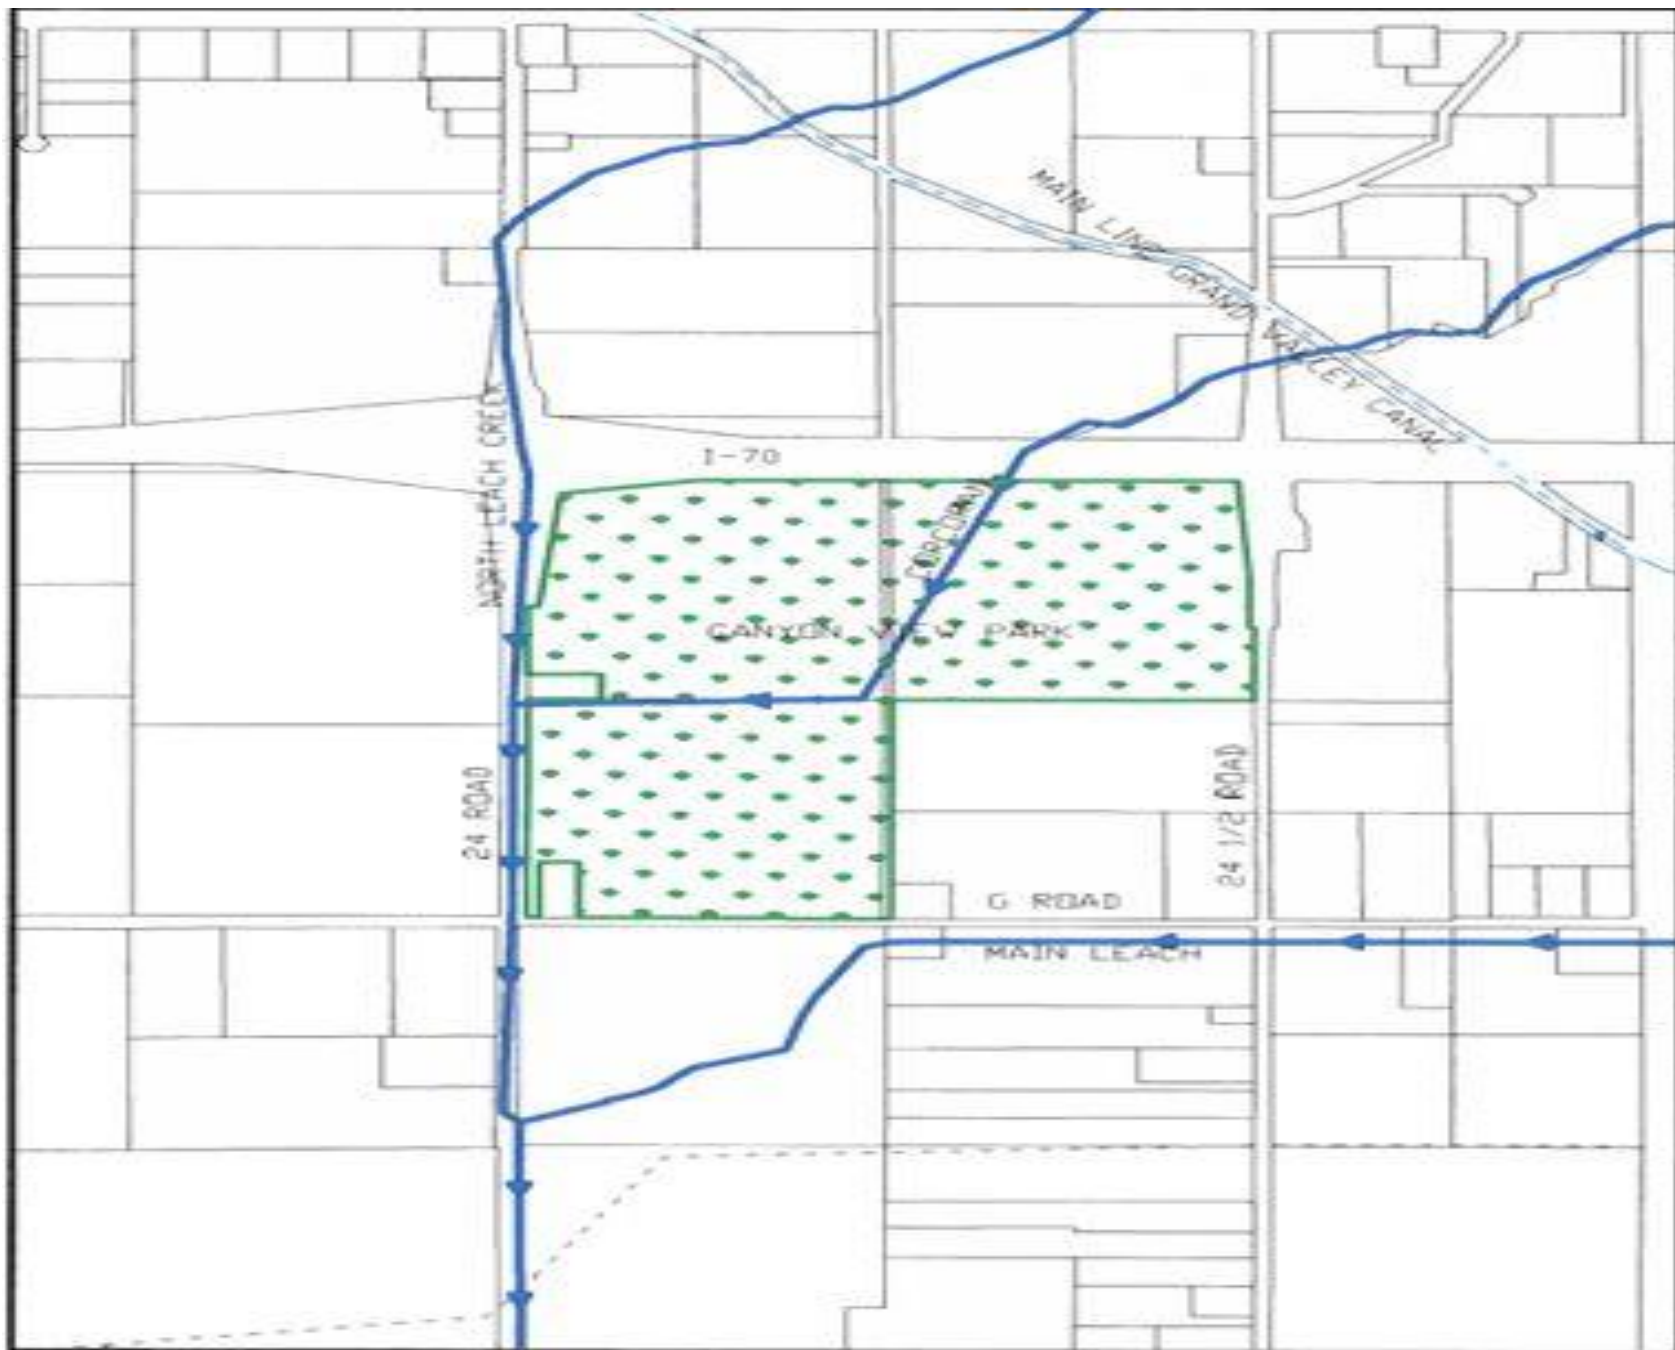 MAIN LINE GRAND VALLEY CANAL
NORTH LEACH CREEK
I-70
CORCORAN
CANYON VIEW PARK
24 ROAD
24 1/2 ROAD
G ROAD
MAIN LEACH